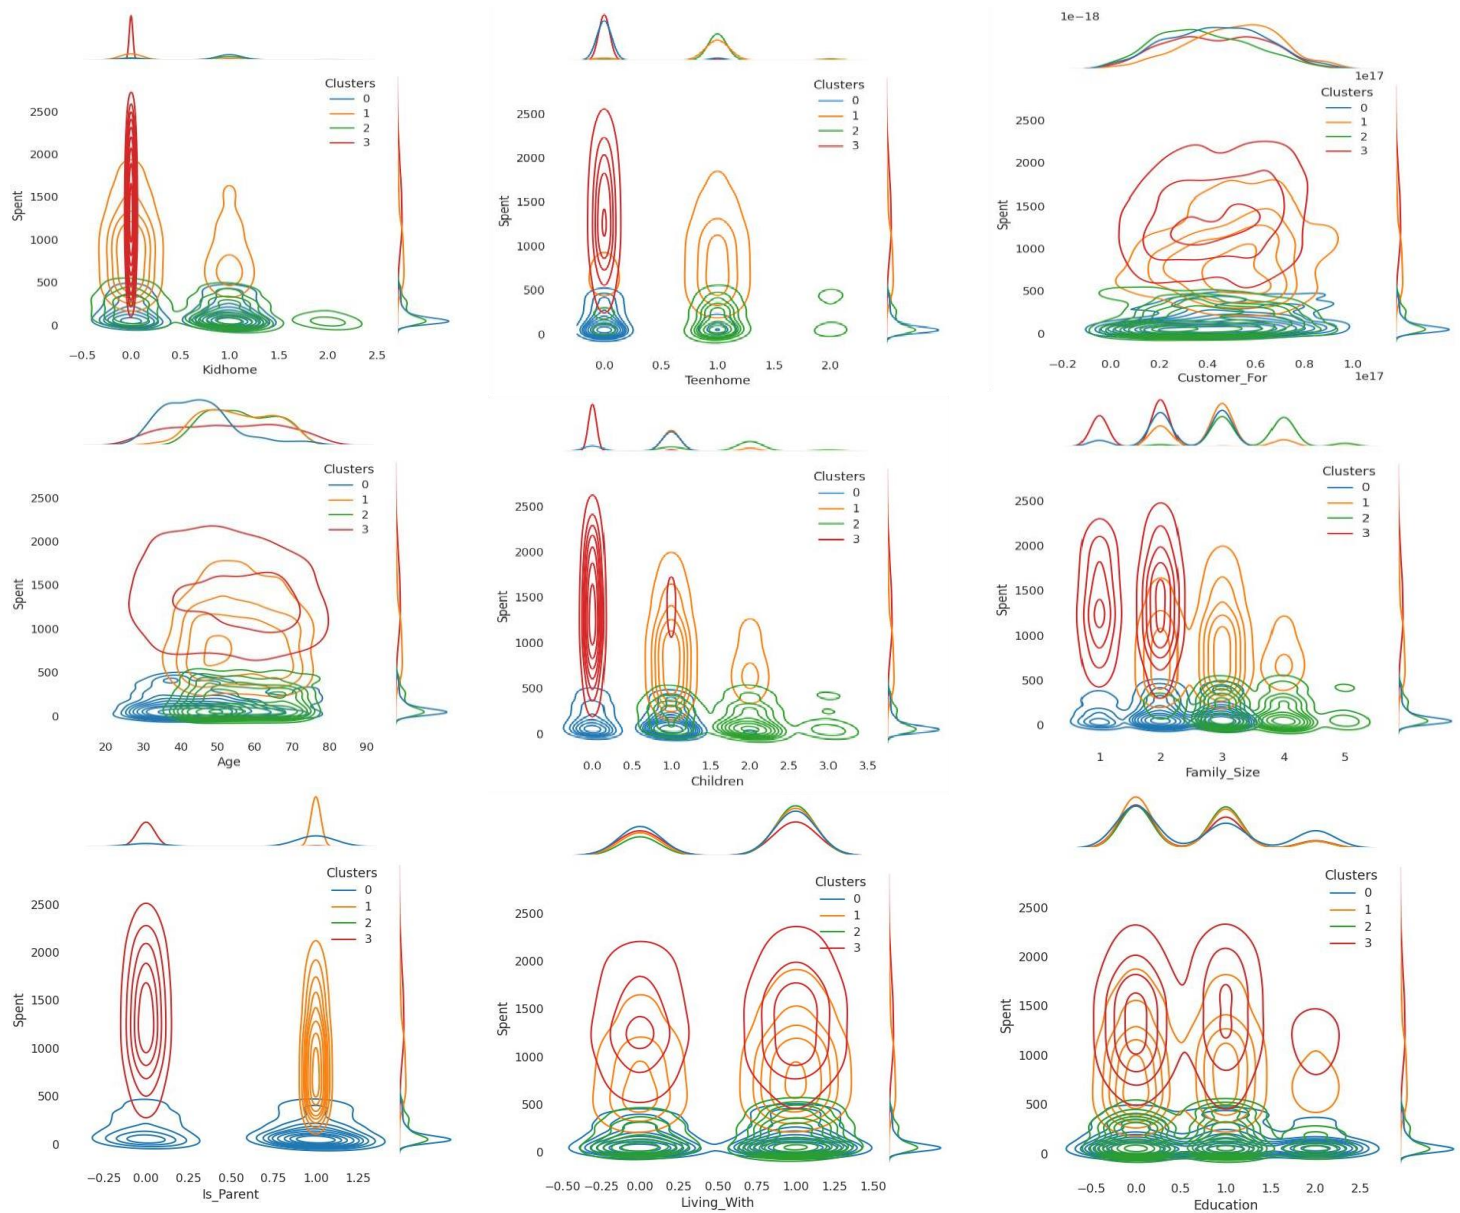 Clusters
0
1
2
3
2500
2000
1500
1000
500
0
Spent
−0.5 0.0 0.5 1.0 1.5 2.0 2.5
Kidhome
Clusters
0
1
2
3
2500
2000
1500
1000
500
0
Spent
0.0 0.5 1.0 1.5 2.0
Teenhome
1e−18
1e17
Clusters
0
1
2
3
2500
2000
1500
1000
500
0
Spent
−0.2 0.0 0.2 0.4 0.6 0.8 1.0
Customer_For 1e17
Clusters
0
1
2
3
2500
2000
1500
1000
500
0
Spent
20 30 40 50 60 70 80 90
Age
Clusters
0
1
2
3
2500
2000
1500
1000
500
0
Spent
0.0 0.5 1.0 1.5 2.0 2.5 3.0 3.5
Children
Clusters
0
1
2
3
2500
2000
1500
1000
500
0
Spent
1 2 3 4 5
Family_Size
Clusters
0
1
2
3
2500
2000
1500
1000
500
0
Spent
−0.25 0.00 0.25 0.50 0.75 1.00 1.25
Is_Parent
Clusters
0
1
2
3
2500
2000
1500
1000
500
0
Spent
−0.50 −0.25 0.00 0.25 0.50 0.75 1.00 1.25 1.50
Living_With
Clusters
0
1
2
3
2500
2000
1500
1000
500
0
Spent
−0.5 0.0 0.5 1.0 1.5 2.0 2.5
Education